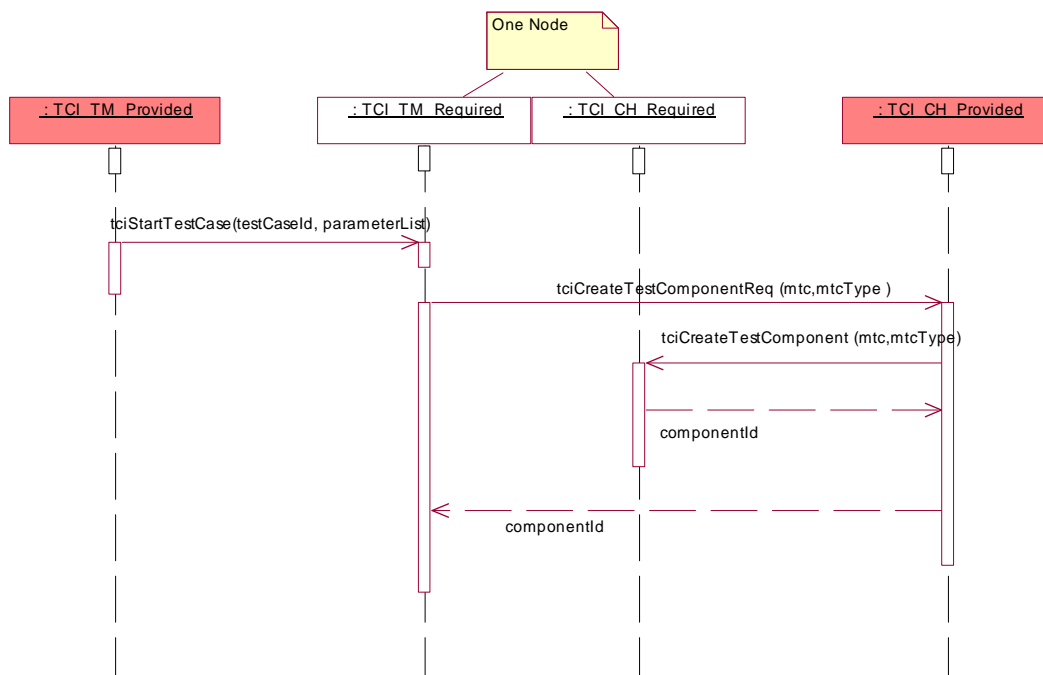 One Node
: TCI_TM_Provided
: TCI_TM_Required
: TCI_CH_Required
: TCI_CH_Provided
tciStartTestCase(testCaseId, parameterList)
tciCreateTestComponentReq (mtc,mtcType )
tciCreateTestComponent (mtc,mtcType)
componentId
componentId